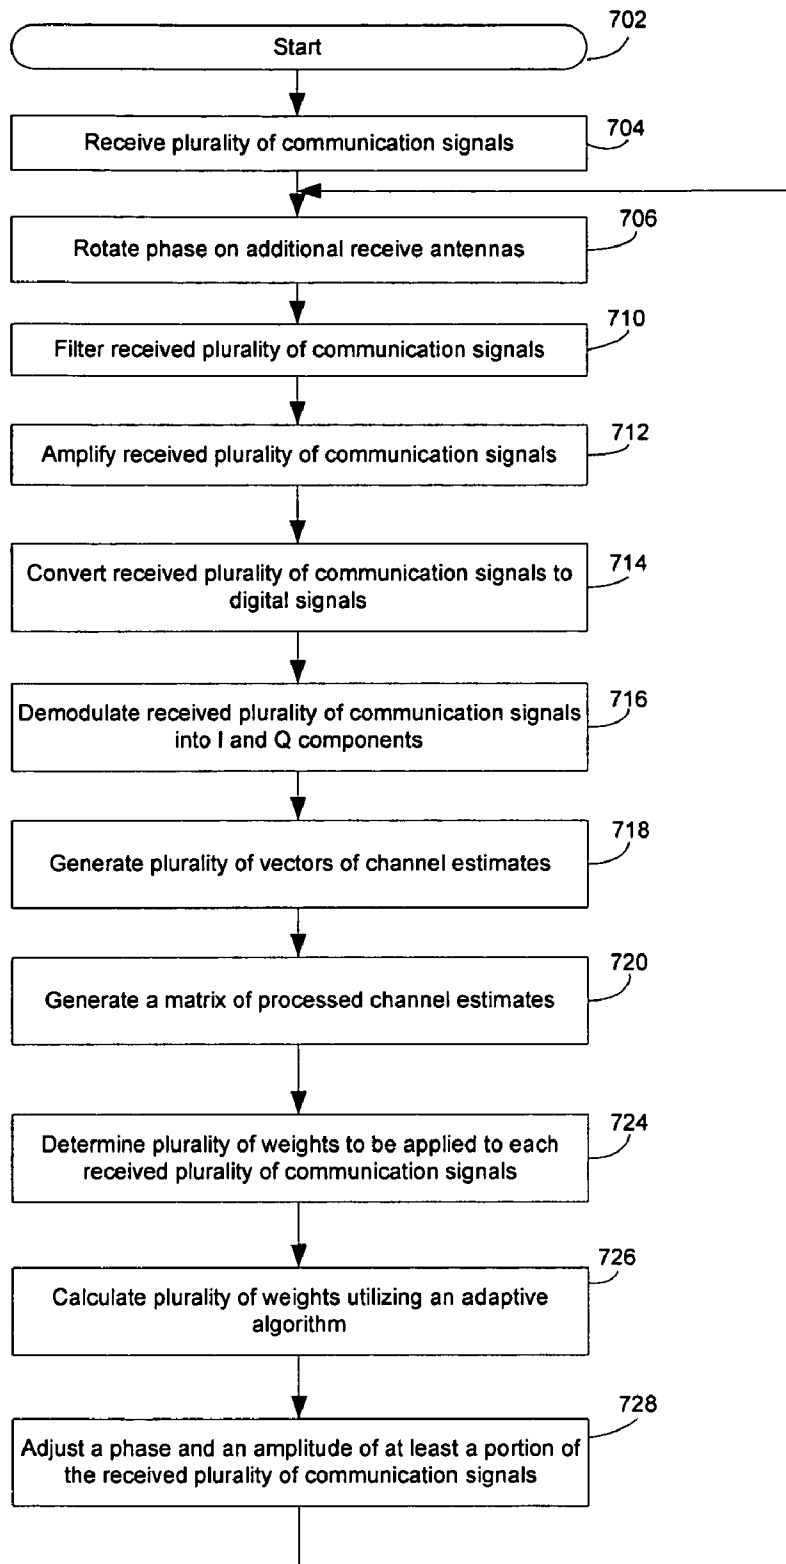 Start
702
Receive plurality of communication signals
704
Rotate phase on additional receive antennas
706
Filter received plurality of communication signals
710
Amplify received plurality of communication signals
712
Convert received plurality of communication signals to
digital signals
714
Demodulate received plurality of communication signals
into I and Q components
716
Generate plurality of vectors of channel estimates
718
Generate a matrix of processed channel estimates
720
Determine plurality of weights to be applied to each
received plurality of communication signals
724
Calculate plurality of weights utilizing an adaptive
algorithm
726
Adjust a phase and an amplitude of at least a portion of
the received plurality of communication signals
728